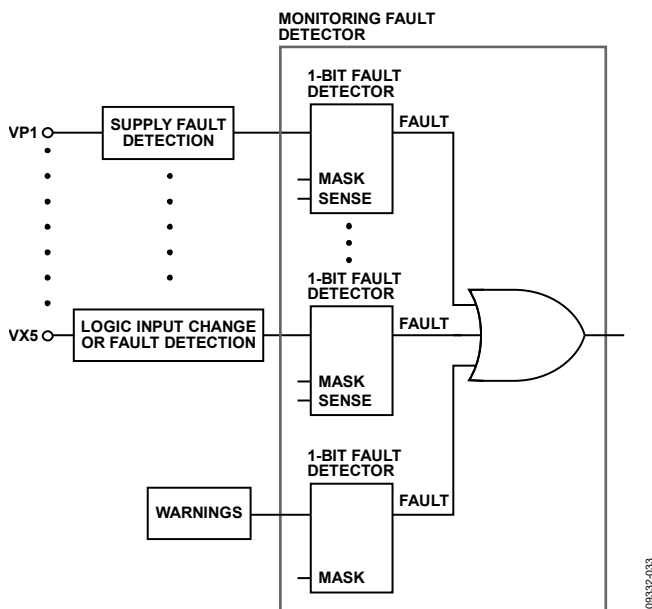 MONITORING FAULT
DETECTOR
1-BIT FAULT
DETECTOR
VP1
SUPPLY FAULT
DETECTION
FAULT
MASK
SENSE
1-BIT FAULT
DETECTOR
VX5
LOGIC INPUT CHANGE
OR FAULT DETECTION
FAULT
MASK
SENSE
1-BIT FAULT
DETECTOR
WARNINGS
FAULT
MASK
09332-033